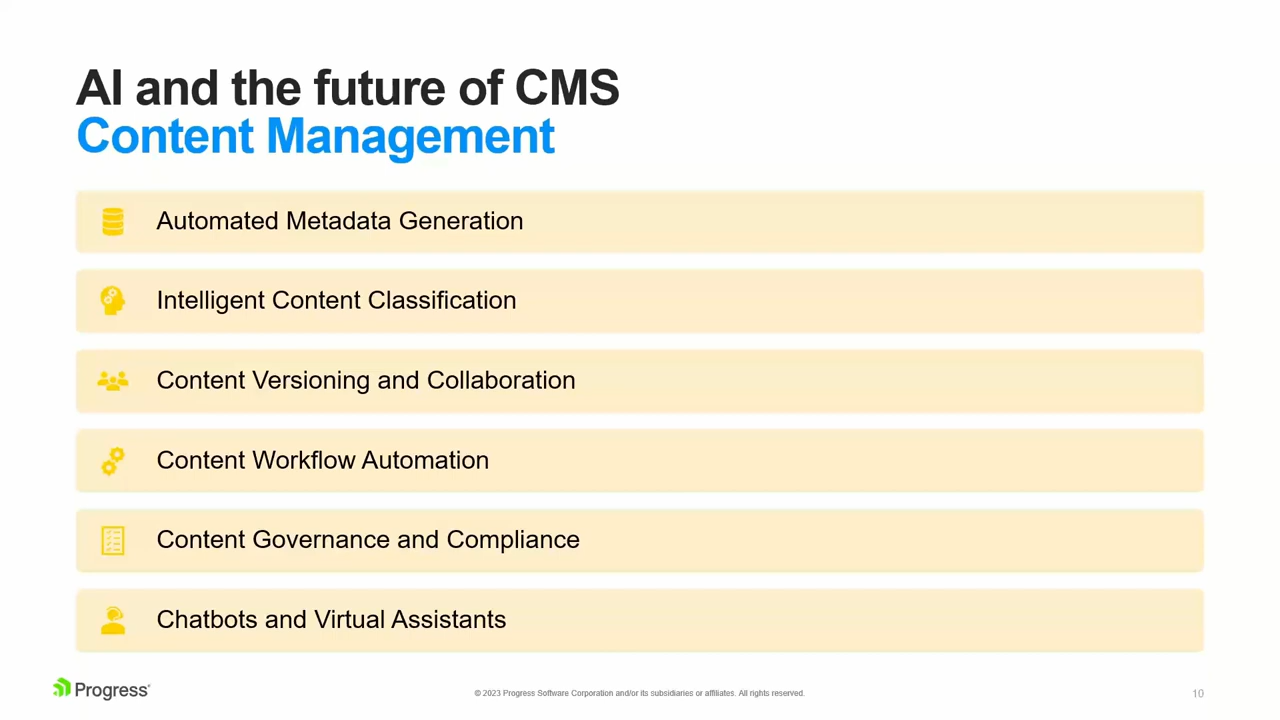 AI and the future of CMS
Content Management
Automated Metadata Generation
Intelligent Content Classification
Content Versioning and Collaboration
Content Workflow Automation
Content Governance and Compliance
Chatbots and Virtual Assistants
Progress
© 2023 Progress Software Corporation and/or its subsidiaries or affiliates. All rights reserved.
10